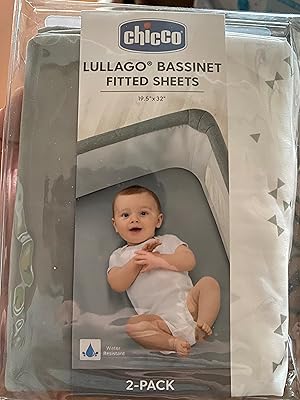 chicco
LULLAGO® BASSINET
FITTED SHEETS
19.5"x 32"
Water
Resistant
2-PACK